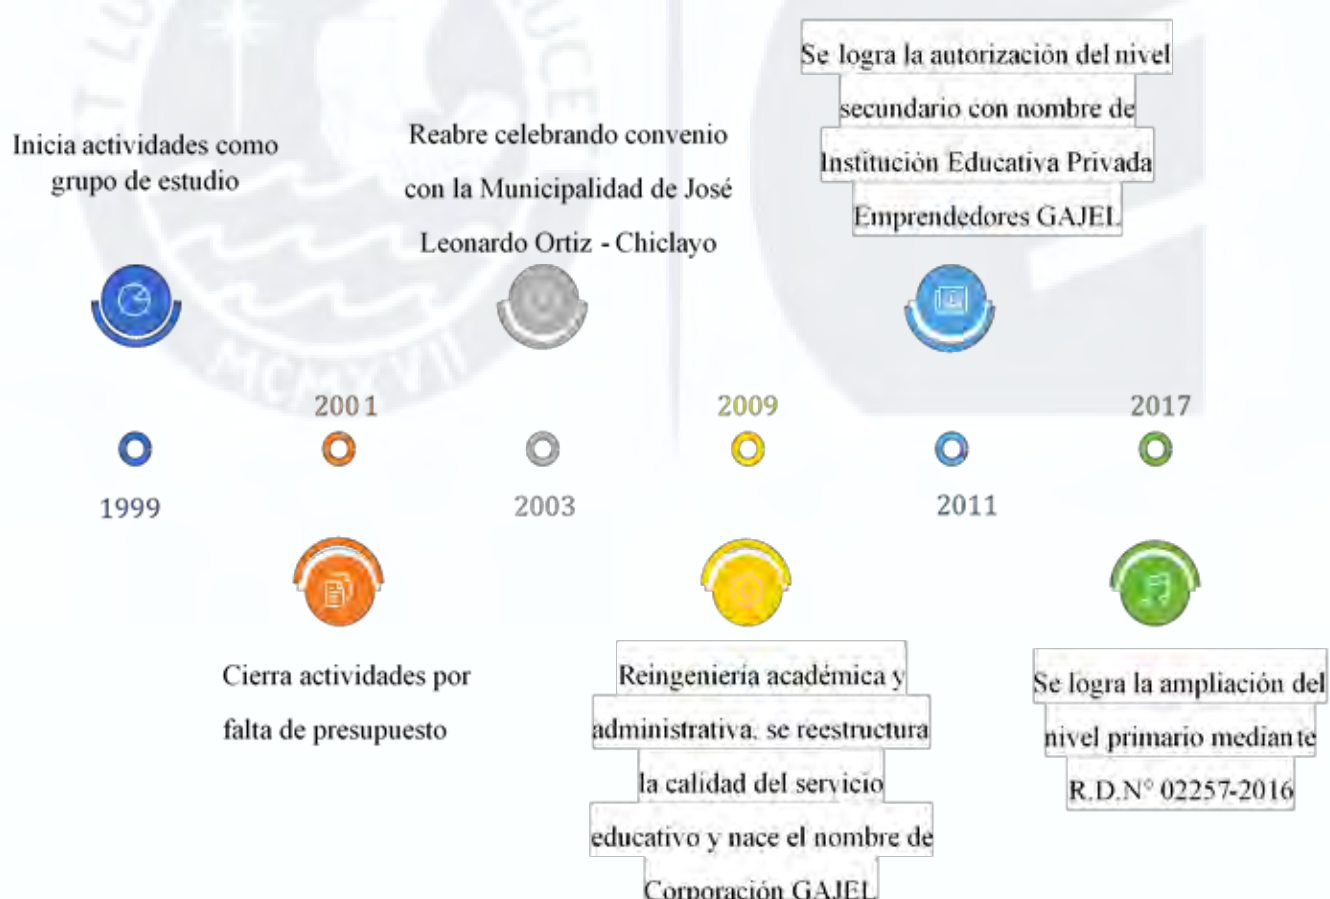 Se logra la autorización del nivel
secundario con nombre de
Institución Educativa Privada
Emprendedores GAJEL
Inicia actividades como
grupo de estudio
Reabre celebrando convenio
con la Municipalidad de José
Leonardo Ortiz - Chiclayo
2001
2009
2017
1999
2003
2011
Cierra actividades por
falta de presupuesto
Reingeniería académica y
administrativa, se reestructura
la calidad del servicio
educativo y nace el nombre de
Corporación GAJEL
Se logra la ampliación del
nivel primario mediante
R.D.N° 02257-2016
MCMXVII